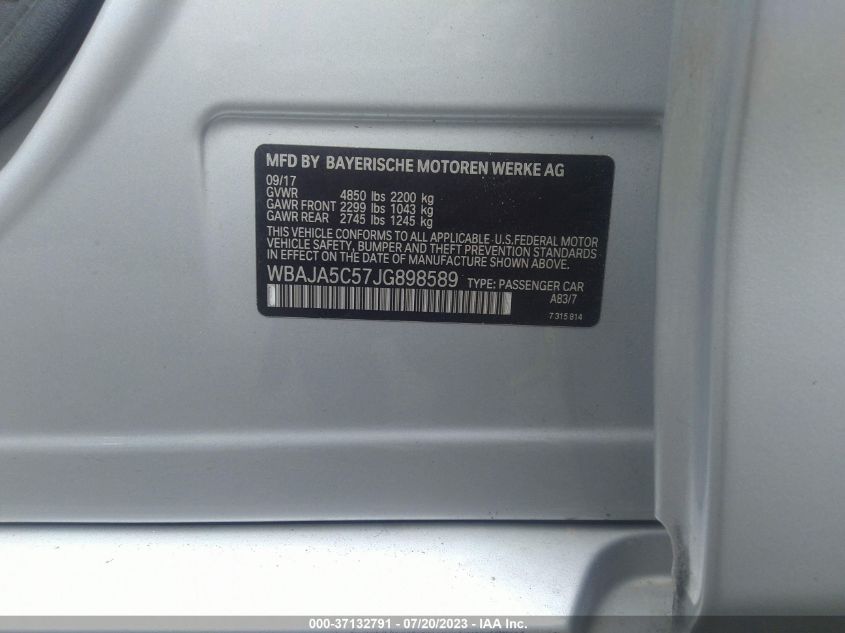 MFD BY BAYERISCHE MOTOREN WERKE AG
09/17
GVWR 4850 lbs 2200 kg
GAWR FRONT 2299 lbs 1043 kg
GAWR REAR 2745 lbs 1245 kg
THIS VEHICLE CONFORMS TO ALL APPLICABLE U.S.FEDERAL MOTOR
VEHICLE SAFETY, BUMPER AND THEFT PREVENTION STANDARDS
IN EFFECT ON THE DATE OF MANUFACTURE SHOWN ABOVE.
WBAJA5C57JG898589 TYPE: PASSENGER CAR
A83/7
7 315 814
000-37132791 - 07/20/2023 - IAA Inc.